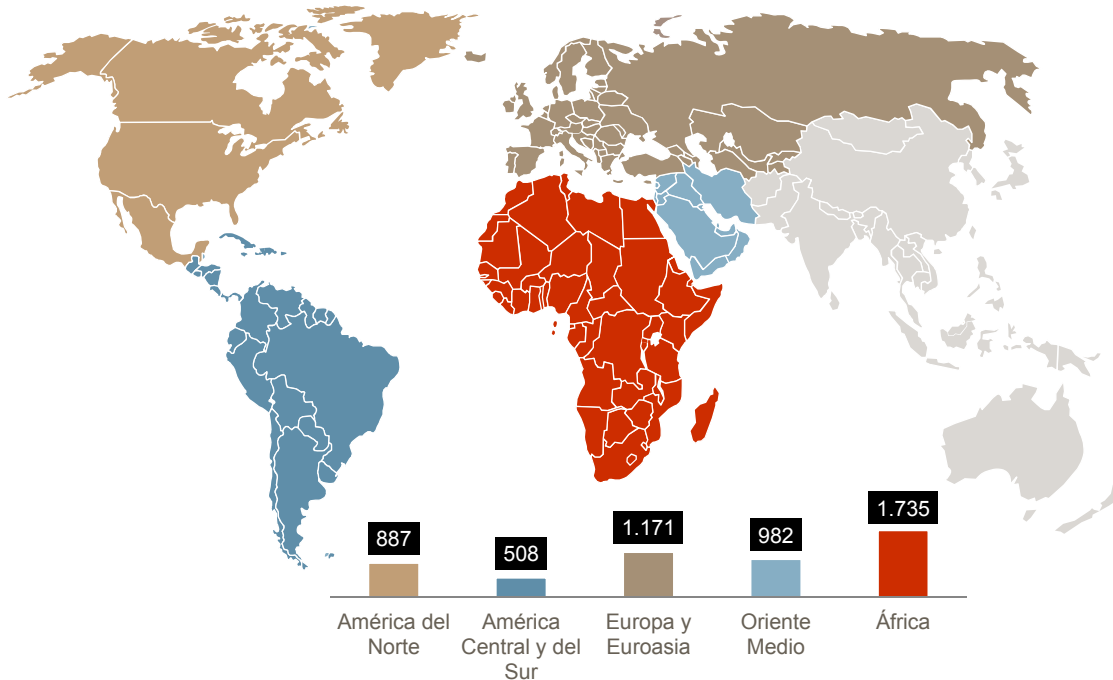 887
508
1.171
982
1.735
América del
Norte
América
Central y del
Sur
Europa y
Euroasia
Oriente
Medio
África